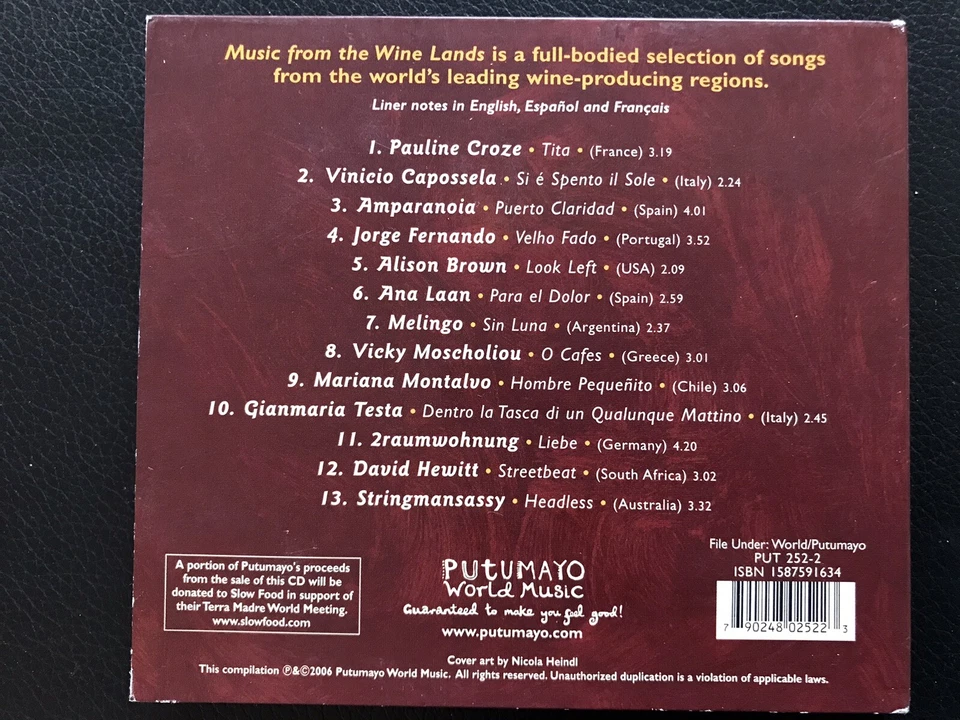 Music from the Wine Lands is a full-bodied selection of songs
from the world's leading wine-producing regions.
Liner notes in English, Español and Français
1. Pauline Croze • Tita • (France) 3.19
2. Vinicio Capossela • Si é Spento il Sole • (Italy) 2.24
3. Amparanoia • Puerto Claridad • (Spain) 4.01
4. Jorge Fernando • Velho Fado • (Portugal) 3.52
5. Alison Brown • Look Left • (USA) 2.09
6. Ana Laan • Para el Dolor • (Spain) 2.59
7. Melingo • Sin Luna • (Argentina) 2.37
8. Vicky Moscholiou • O Cafes • (Greece) 3.01
9. Mariana Montalvo • Hombre Pequeñito • (Chile) 3.06
10. Gianmaria Testa • Dentro la Tasca di un Qualunque Mattino • (Italy) 2.45
11. 2raumwohnung • Liebe • (Germany) 4.20
12. David Hewitt • Streetbeat • (South Africa) 3.02
13. Stringmansassy • Headless • (Australia) 3.32
A portion of Putumayo's proceeds
from the sale of this CD will be
donated to Slow Food in support of
their Terra Madre World Meeting.
www.slowfood.com
PUTUMAYO
World Music
Guaranteed to make you feel good!
www.putumayo.com
File Under: World/Putumayo
PUT 252-2
ISBN 1587591634
7 90248 02522 3
Cover art by Nicola Heindl
This compilation ℗&©2006 Putumayo World Music. All rights reserved. Unauthorized duplication is a violation of applicable laws.